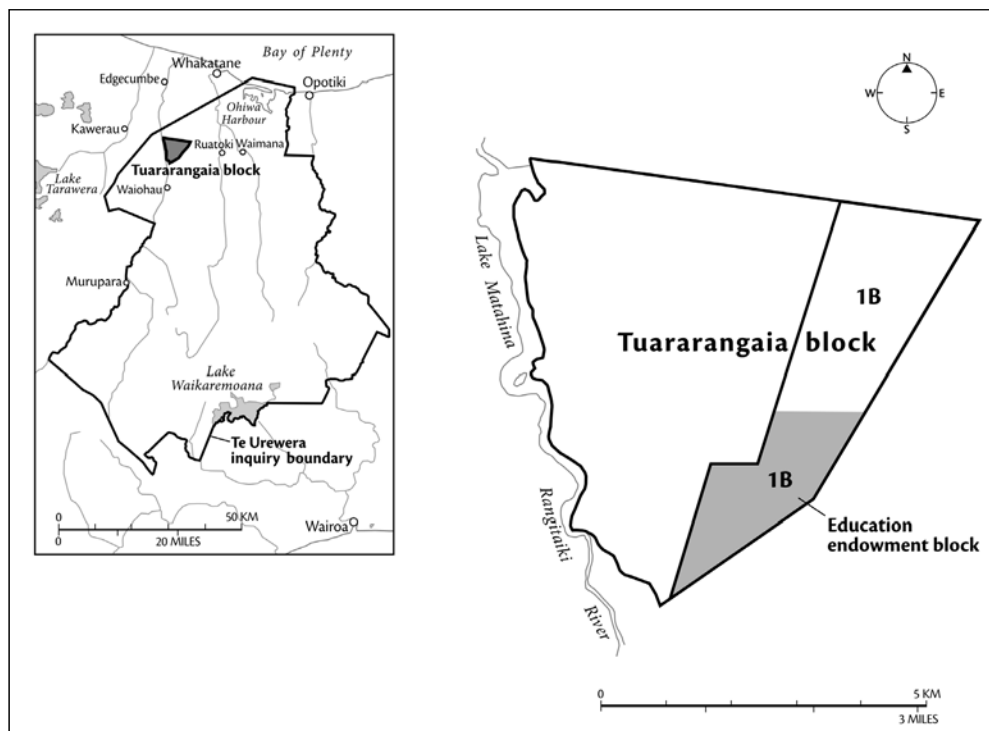 Bay of Plenty
Whakatane
Edgecumbe
Opotiki
Ohiwa
Harbour
Kawerau
Ruatoki
Waimana
Tuararangaia block
Lake
Tarawera
Waiohau
Murupara
Lake
Waikaremoana
Te Urewera
inquiry boundary
0
50 KM
0
20 MILES
Wairoa
N
W
E
S
Lake Matahina
1B
Tuararangaia block
1B
Rangitaiki
River
Education
endowment block
0
5 KM
3 MILES